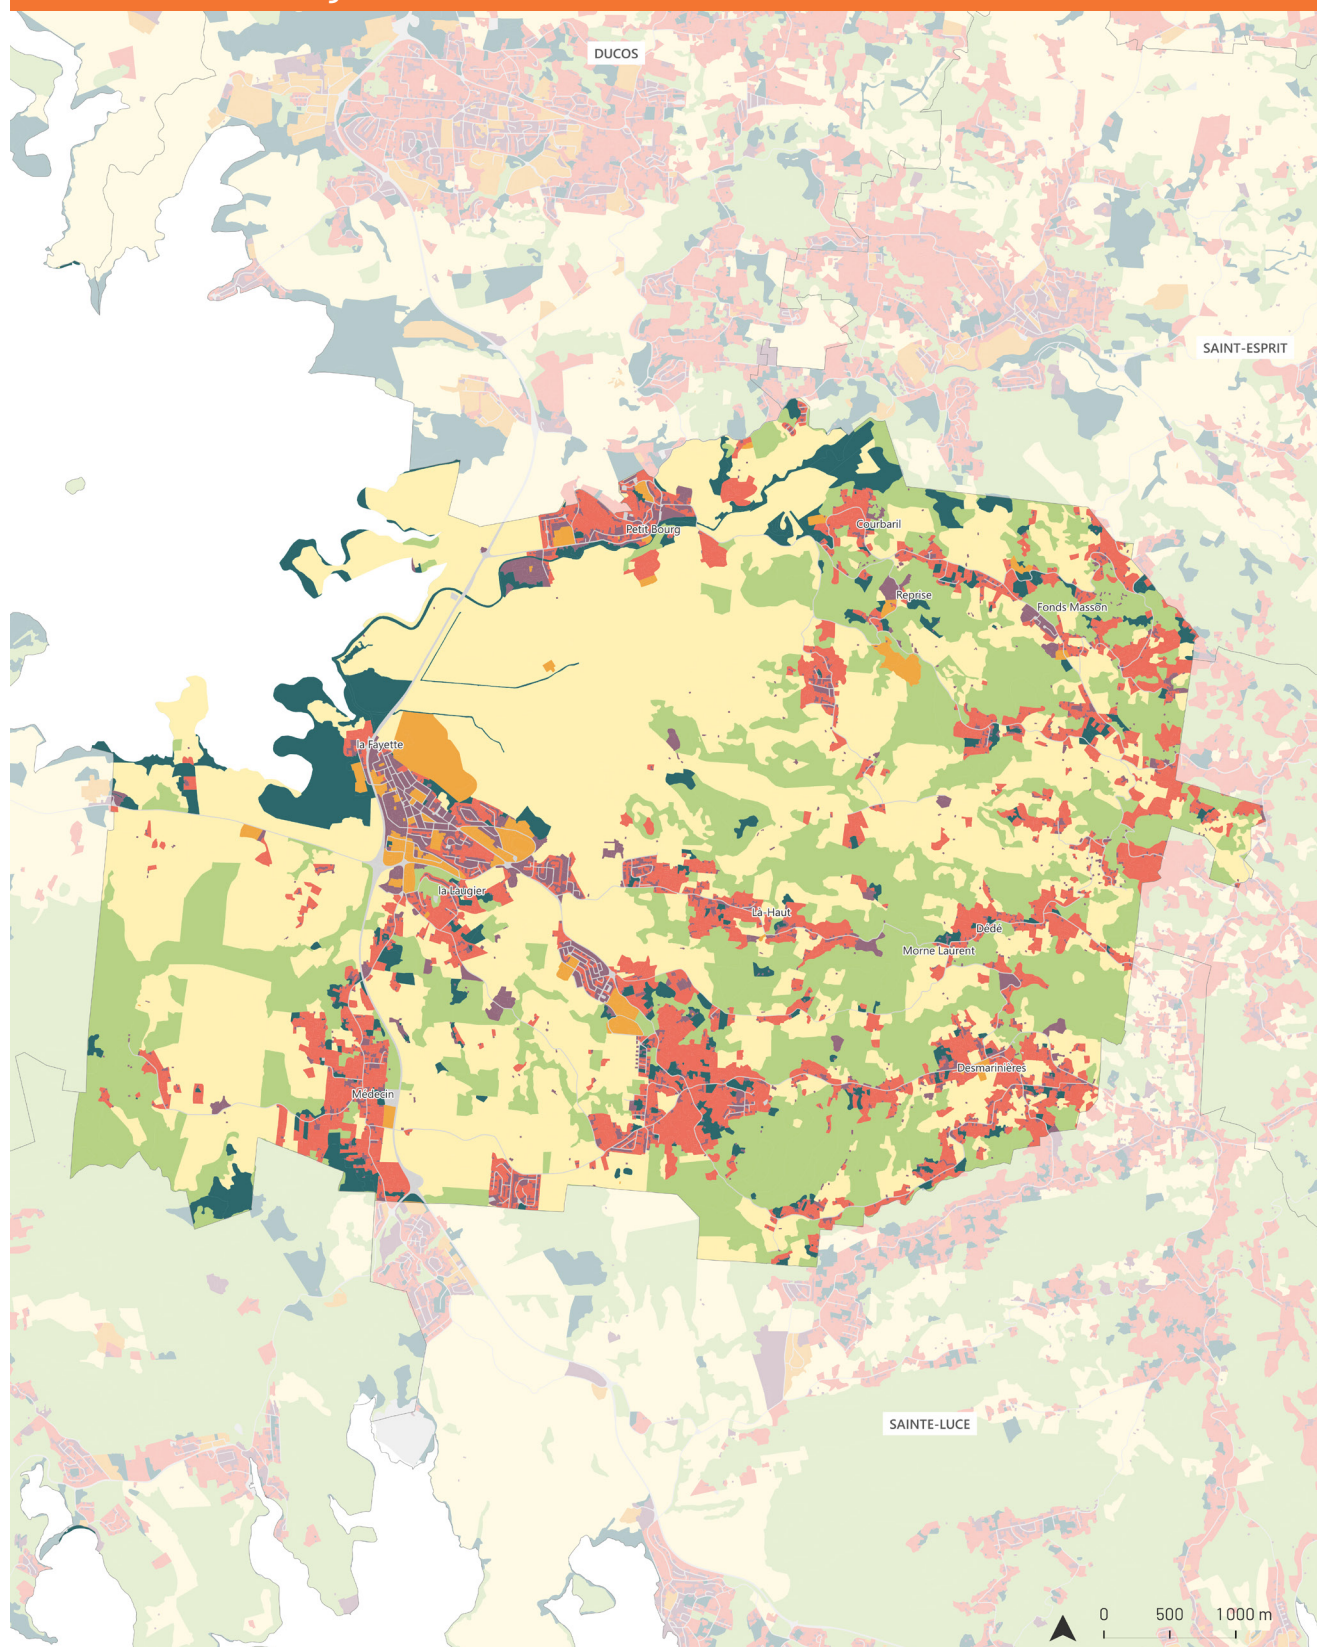 DUCOS
SAINT-ESPRIT
Petit Bourg
Courbaril
Reprise
Fonds Masson
la Fayette
la Laugier
La Haut
Dédé
Morne Laurent
Desmarinières
Médecin
SAINTE-LUCE
0 500 1000 m